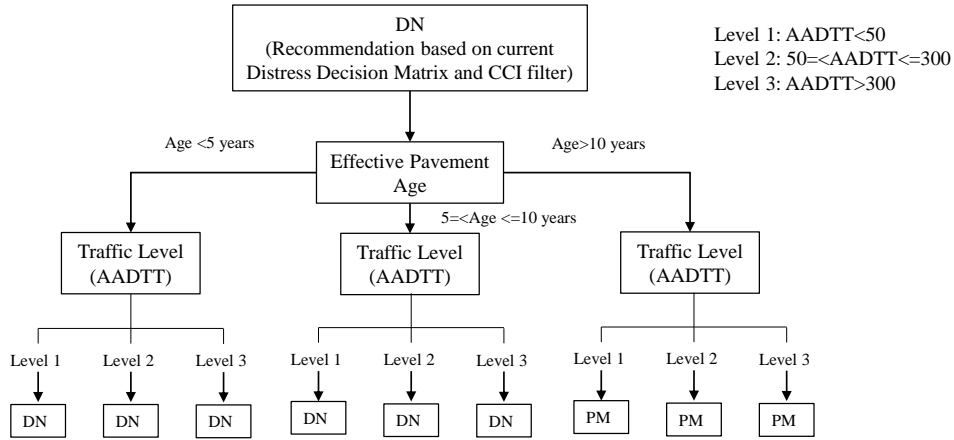 DN
(Recommendation based on current
Distress Decision Matrix and CCI filter)
Level 1: AADTT<50
Level 2: 50=<AADTT<=300
Level 3: AADTT>300
Age <5 years
Effective Pavement
Age
Age>10 years
5=<Age <=10 years
Traffic Level
(AADTT)
Traffic Level
(AADTT)
Traffic Level
(AADTT)
Level 1
Level 2
Level 3
Level 1
Level 2
Level 3
Level 1
Level 2
Level 3
DN
DN
DN
DN
DN
DN
PM
PM
PM